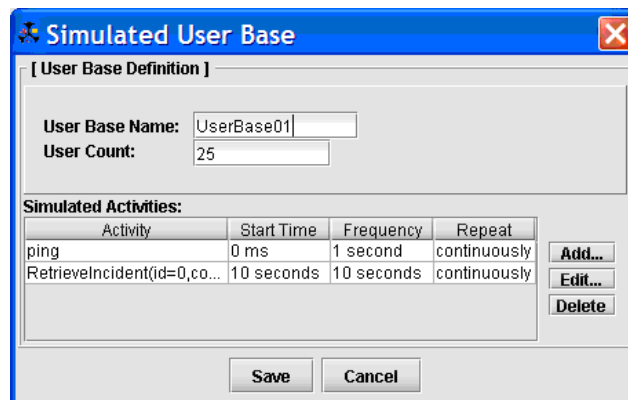 Simulated User Base
[ User Base Definition ]
User Base Name: UserBase01
User Count: 25
Simulated Activities:
Activity Start Time Frequency Repeat
ping 0 ms 1 second continuously
RetrieveIncident(id=0,co... 10 seconds 10 seconds continuously
Add...
Edit...
Delete
Save Cancel